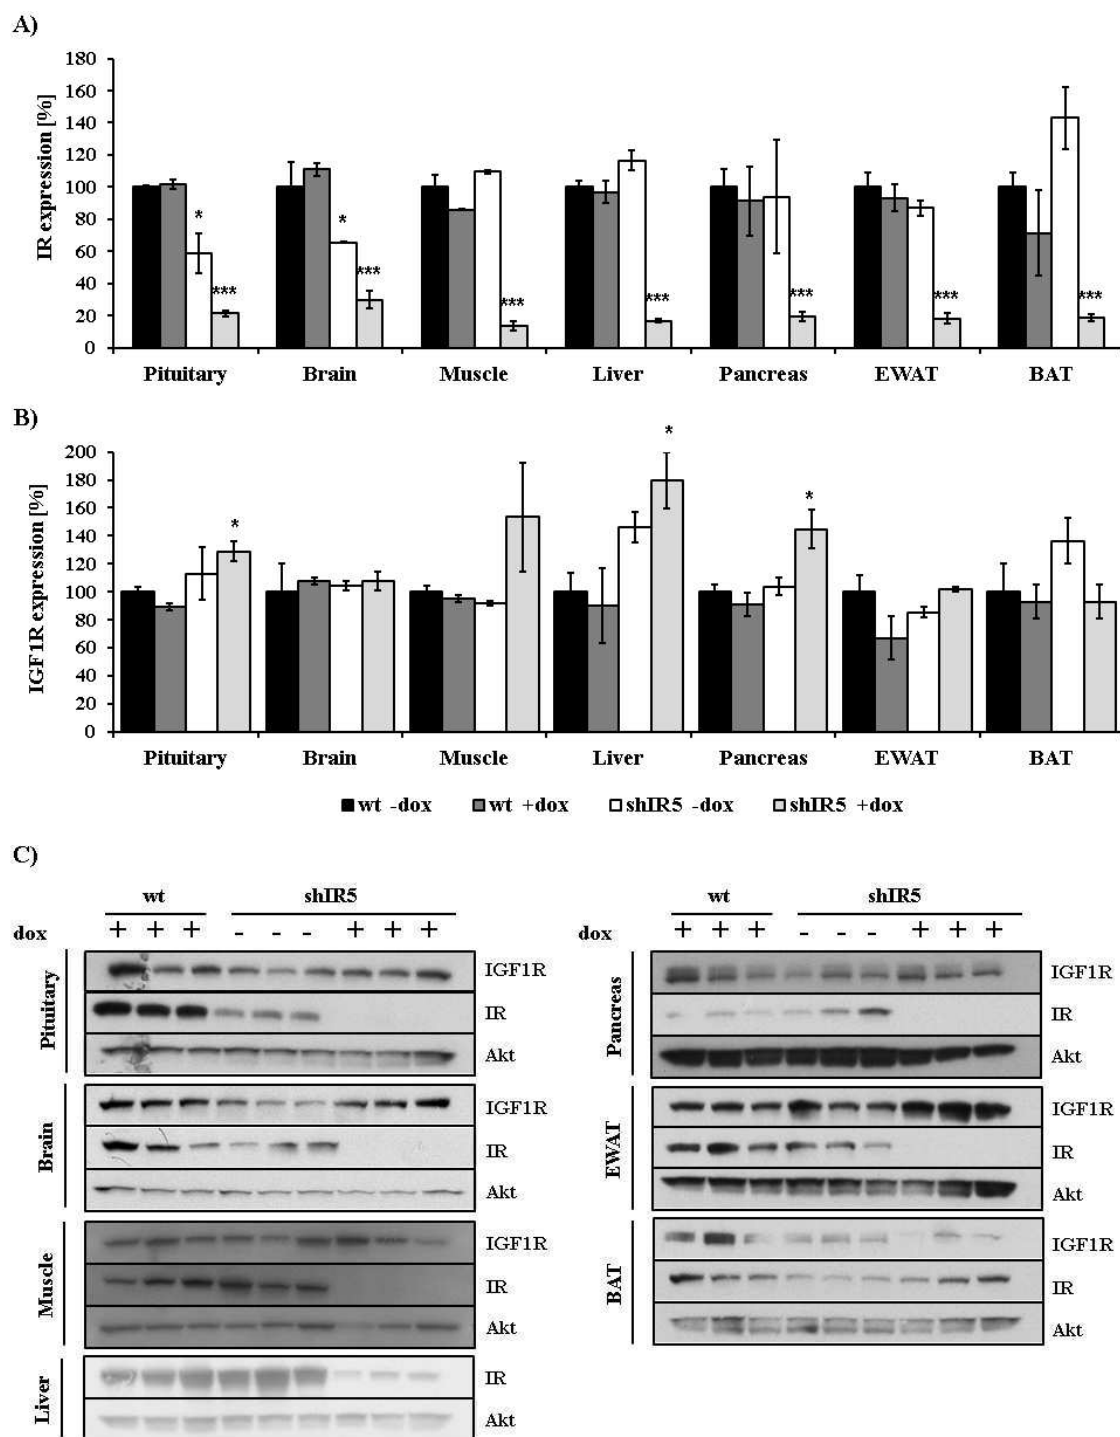 A)
IR expression [%]
180
160
140
120
100
80
60
40
20
0
*
***
*
***
***
***
***
***
***
Pituitary Brain Muscle Liver Pancreas EWAT BAT
B)
IGF1R expression [%]
200
180
160
140
120
100
80
60
40
20
0
*
*
*
Pituitary Brain Muscle Liver Pancreas EWAT BAT
wt -dox wt +dox shIR5 -dox shIR5 +dox
C)
wt shIR5
dox + + + - - - + + +
Pituitary
IGF1R
IR
Akt
Brain
IGF1R
IR
Akt
Muscle
IGF1R
IR
Akt
Liver
IR
Akt
wt shIR5
dox + + + - - - + + +
Pancreas
IGF1R
IR
Akt
EWAT
IGF1R
IR
Akt
BAT
IGF1R
IR
Akt